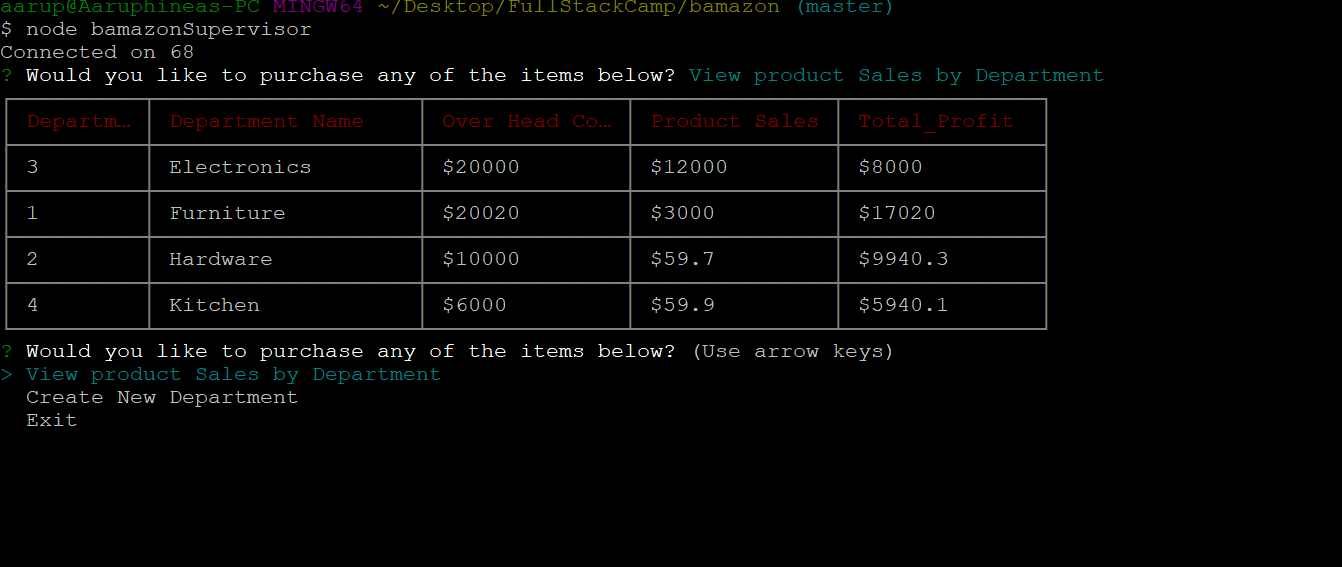 aarup@Aaruphineas-PC MINGW64 ~/Desktop/FullStackCamp/bamazon (master)
$ node bamazonSupervisor
Connected on 68
? Would you like to purchase any of the items below? View product Sales by Department
Departm… Department Name Over Head Co… Product Sales Total_Profit
3 Electronics $20000 $12000 $8000
1 Furniture $20020 $3000 $17020
2 Hardware $10000 $59.7 $9940.3
4 Kitchen $6000 $59.9 $5940.1
? Would you like to purchase any of the items below? (Use arrow keys)
> View product Sales by Department
Create New Department
Exit